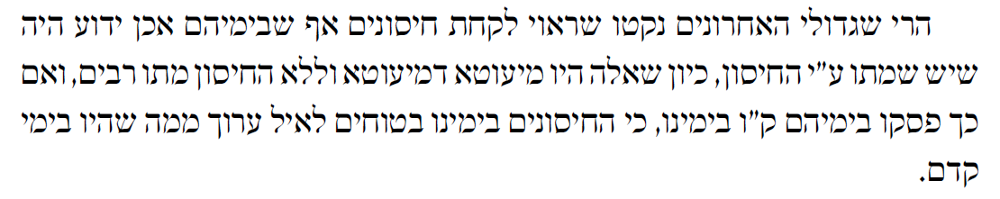 הרי שגדולי האחרונים נקטו שראוי לקחת חיסונים אף שבימיהם אכן ידוע היה
שיש שמתו ע"י החיסון, כיון שאלה היו מיעוטא דמיעוטא וללא החיסון מתו רבים, ואם
כך פסקו בימיהם ק"ו בימינו, כי החיסונים בימינו בטוחים לאיל ערוך ממה שהיו בימי
קדם.